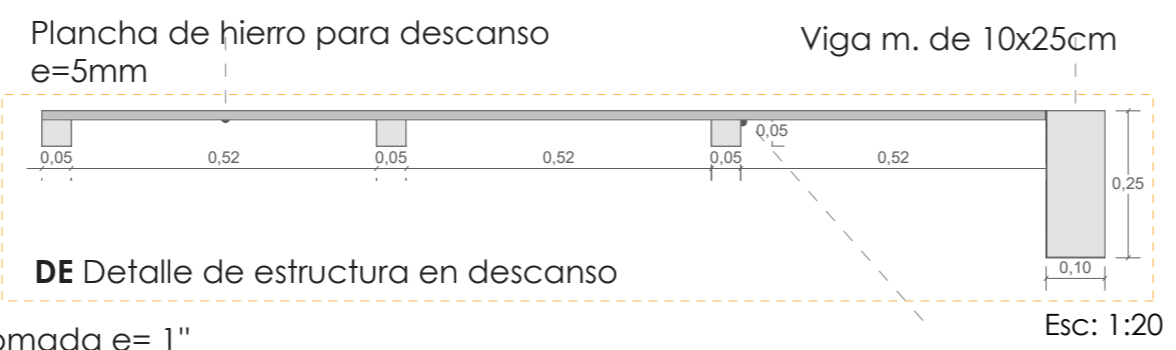 Plancha de hierro para descanso
e=5mm
Viga m. de 10x25cm
0,05
0,05
0,52
0,05
0,52
0,05
0,52
0,25
0,10
DE Detalle de estructura en descanso
Esc: 1:20
omada e= 1"